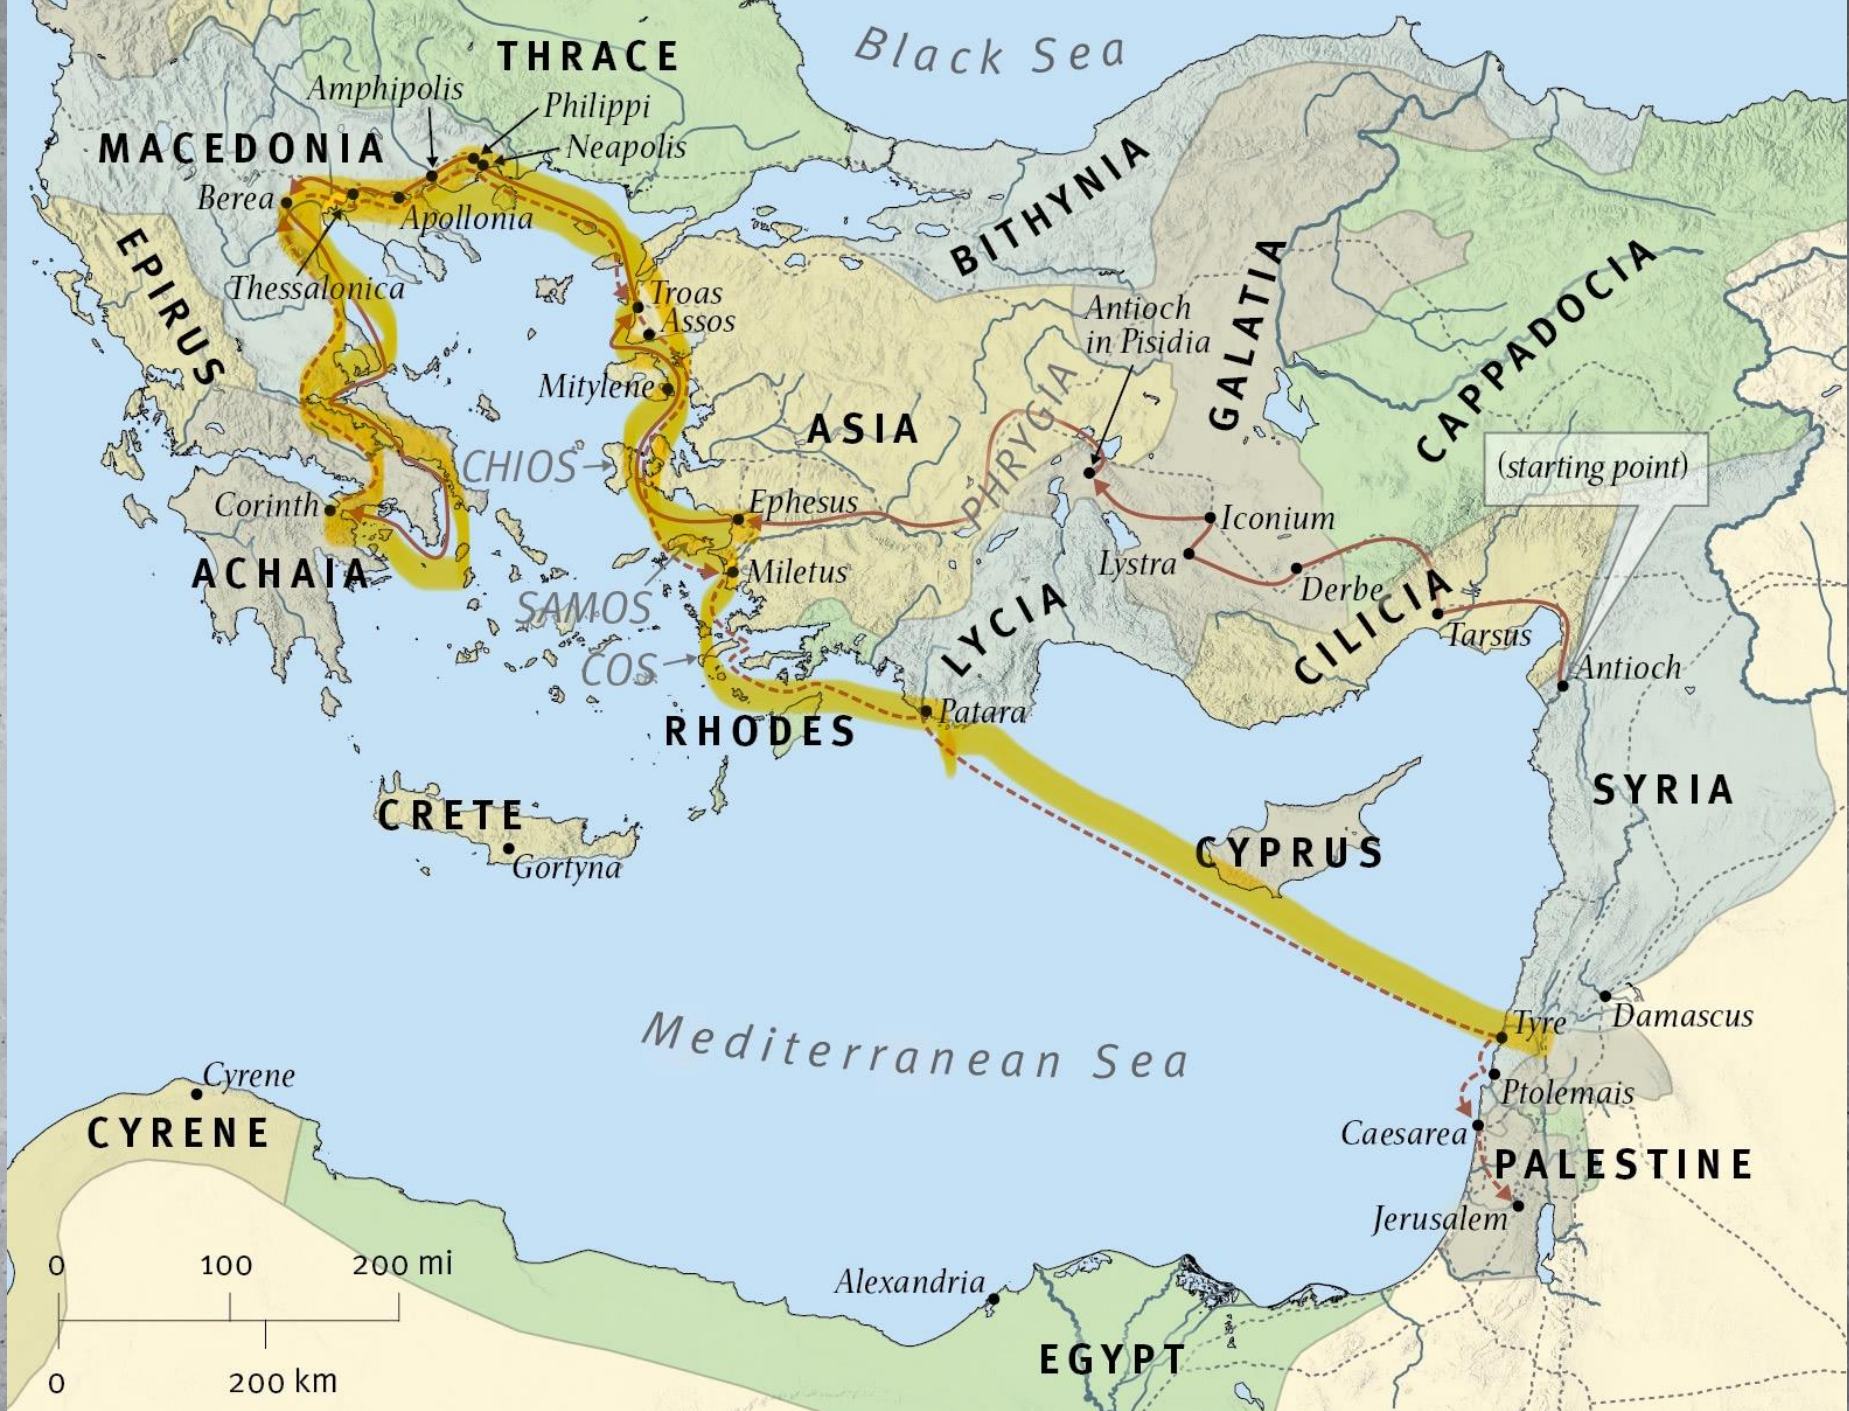 Black Sea
THRACE
Amphipolis
Philippi
Neapolis
MACEDONIA
Berea
Apollonia
EPIRUS
Thessalonica
BITHYNIA
GALATIA
CAPPADOCIA
Troas
Assos
Antioch
in Pisidia
Mitylene
ASIA
PHRYGIA
(starting point)
CHIOS
Corinth
Ephesus
Iconium
ACHAIA
Miletus
Lystra
Derbe
SAMOS
LYCIA
CILICIA
Tarsus
COS
Antioch
Patara
RHODES
SYRIA
CRETE
Gortyna
CYPRUS
Mediterranean Sea
Tyre
Damascus
Cyrene
Ptolemais
CYRENE
Caesarea
PALESTINE
Jerusalem
0 100 200 mi
Alexandria
EGYPT
0 200 km